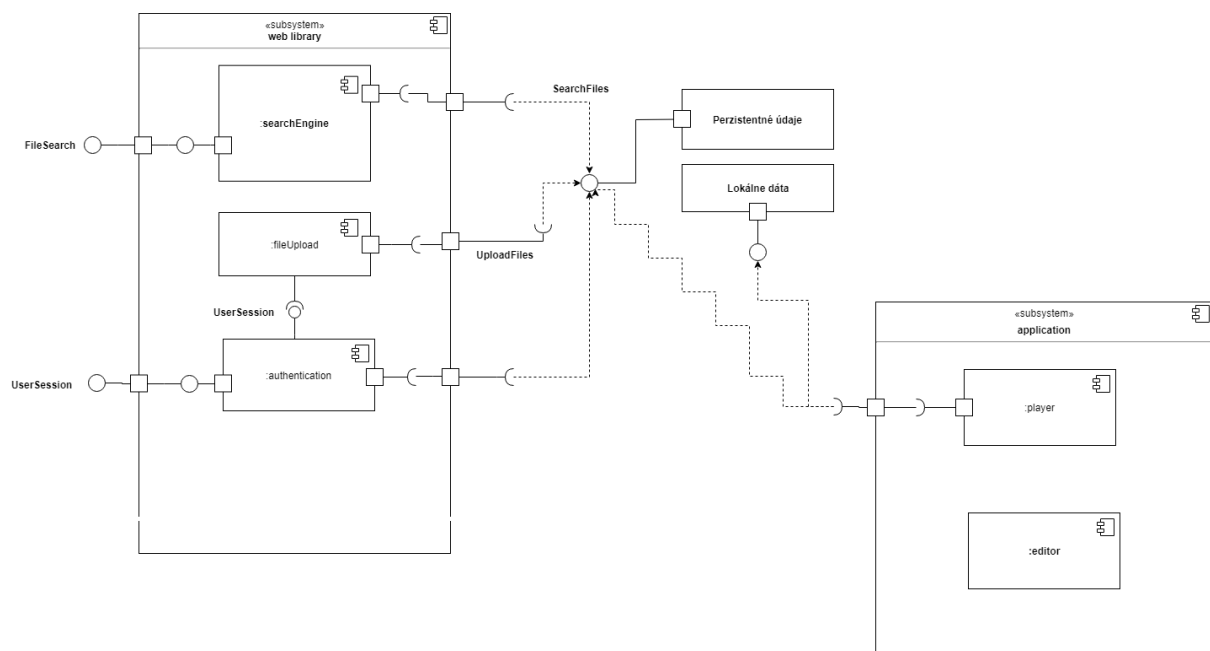 «subsystem»
web library
:searchEngine
FileSearch
:fileUpload
UserSession
:authentication
UserSession
SearchFiles
UploadFiles
Perzistentné údaje
Lokálne dáta
«subsystem»
application
:player
:editor